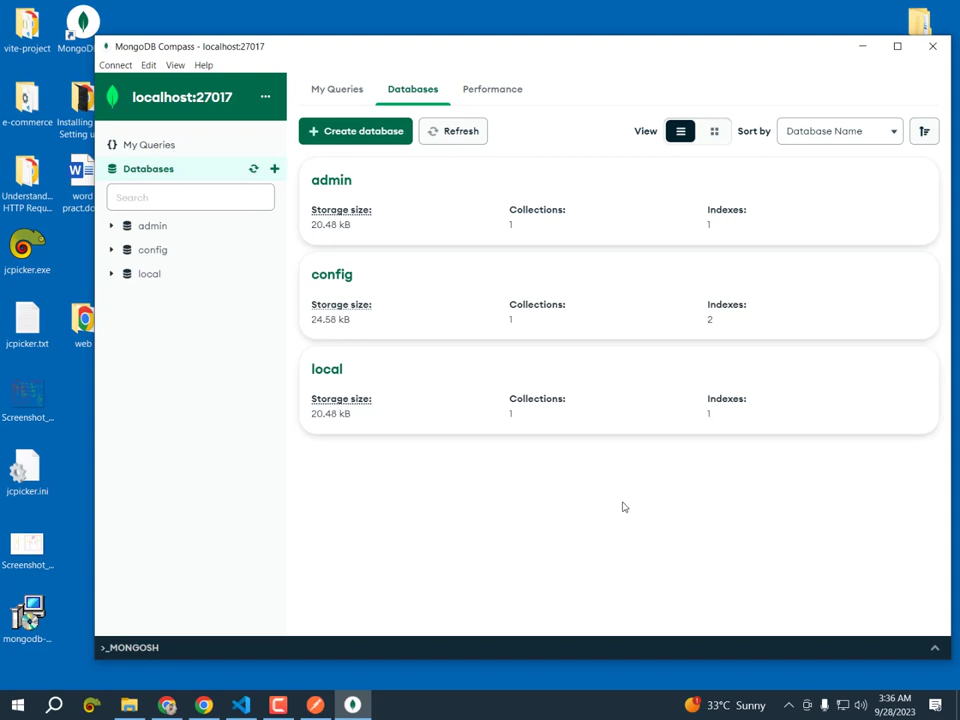 vite-project
MongoDB
MongoDB Compass - localhost:27017
Connect Edit View Help
localhost:27017 ...
My Queries Databases Performance
e-commerce
Installing
Setting u
Create database
Refresh
View
Sort by
Database Name
{} My Queries
Databases
Search
admin
config
local
Understand...
HTTP Requ...
word
pract.do
jcpicker.exe
jcpicker.txt
web
Screenshot_...
jcpicker.ini
Screenshot_...
mongodb-...
admin
Storage size: Collections: Indexes:
20.48 kB 1 1
config
Storage size: Collections: Indexes:
24.58 kB 1 2
local
Storage size: Collections: Indexes:
20.48 kB 1 1
>_MONGOSH
33°C Sunny
3:36 AM
9/28/2023